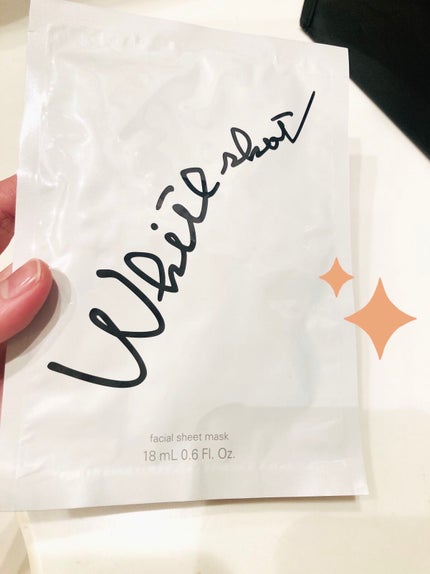 White shot
facial sheet mask
18 mL 0.6 Fl. Oz.